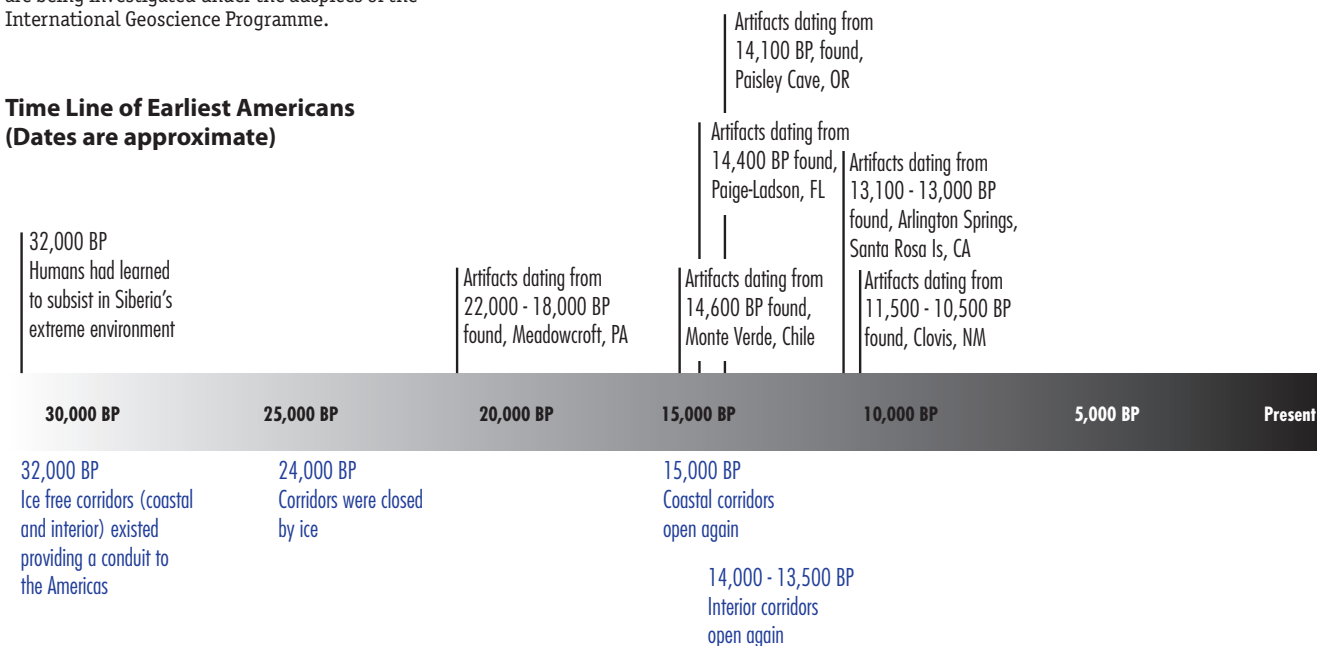 International Geoscience Programme.
Time Line of Earliest Americans
(Dates are approximate)
Artifacts dating from
14,100 BP, found,
Paisley Cave, OR
Artifacts dating from
14,400 BP found,
Paige-Ladson, FL
Artifacts dating from
13,100 - 13,000 BP
found, Arlington Springs,
Santa Rosa Is, CA
32,000 BP
Humans had learned
to subsist in Siberia's
extreme environment
Artifacts dating from
22,000 - 18,000 BP
found, Meadowcroft, PA
Artifacts dating from
14,600 BP found,
Monte Verde, Chile
Artifacts dating from
11,500 - 10,500 BP
found, Clovis, NM
30,000 BP
25,000 BP
20,000 BP
15,000 BP
10,000 BP
5,000 BP
Present
32,000 BP
Ice free corridors (coastal
and interior) existed
providing a conduit to
the Americas
24,000 BP
Corridors were closed
by ice
15,000 BP
Coastal corridors
open again
14,000 - 13,500 BP
Interior corridors
open again